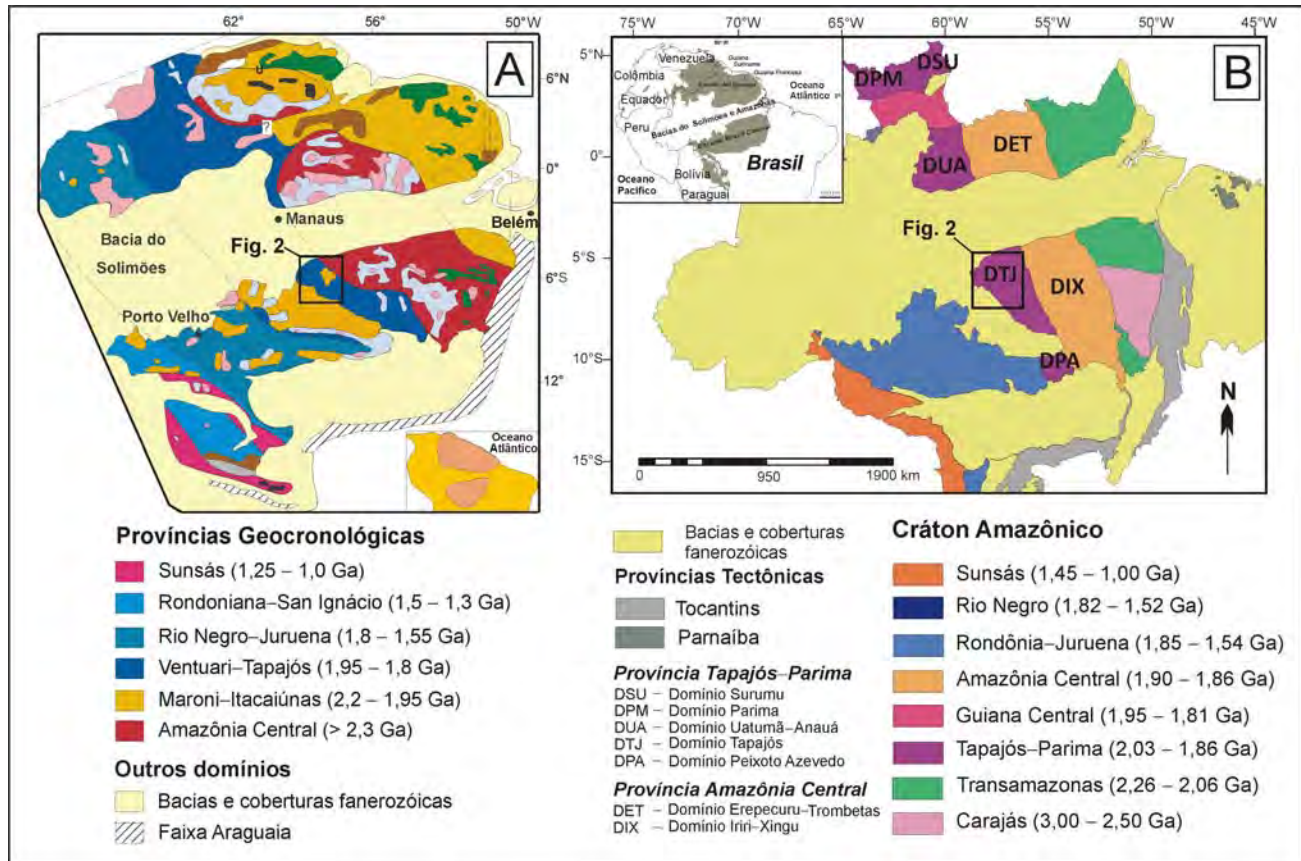 62° 56° 50°W
A
6°N
0°
6°S
12°
?
Manaus
Belém
Fig. 2
Bacia do
Solimões
Porto Velho
Oceano
Atlântico
75°W 70°W 65°W 60°W 55°W 50°W 45°W
B
5°N
0°
5°S
10°S
15°S
Venezuela
Guiana
Suriname
Guiana Francesa
Colômbia
Equador
Peru
Bacias do Solimões e Amazonas
Oceano
Atlântico
Brasil
Bolívia
Paraguai
Oceano
Pacífico
DSU
DPM
DUA
DET
Fig. 2
DTJ
DIX
DPA
N
0 950 1900 km
Províncias Geocronológicas
Sunsás (1,25 – 1,0 Ga)
Rondoniana–San Ignácio (1,5 – 1,3 Ga)
Rio Negro–Juruena (1,8 – 1,55 Ga)
Ventuari–Tapajós (1,95 – 1,8 Ga)
Maroni–Itacaiúnas (2,2 – 1,95 Ga)
Amazônia Central (> 2,3 Ga)
Outros domínios
Bacias e coberturas fanerozóicas
Faixa Araguaia
Bacias e coberturas
fanerozóicas
Províncias Tectônicas
Tocantins
Parnaíba
Província Tapajós–Parima
DSU – Domínio Surumu
DPM – Domínio Parima
DUA – Domínio Uatumã–Anauá
DTJ – Domínio Tapajós
DPA – Domínio Peixoto Azevedo
Província Amazônia Central
DET – Domínio Erepecuru–Trombetas
DIX – Domínio Iriri–Xingu
Cráton Amazônico
Sunsás (1,45 – 1,00 Ga)
Rio Negro (1,82 – 1,52 Ga)
Rondônia–Juruena (1,85 – 1,54 Ga)
Amazônia Central (1,90 – 1,86 Ga)
Guiana Central (1,95 – 1,81 Ga)
Tapajós–Parima (2,03 – 1,86 Ga)
Transamazonas (2,26 – 2,06 Ga)
Carajás (3,00 – 2,50 Ga)